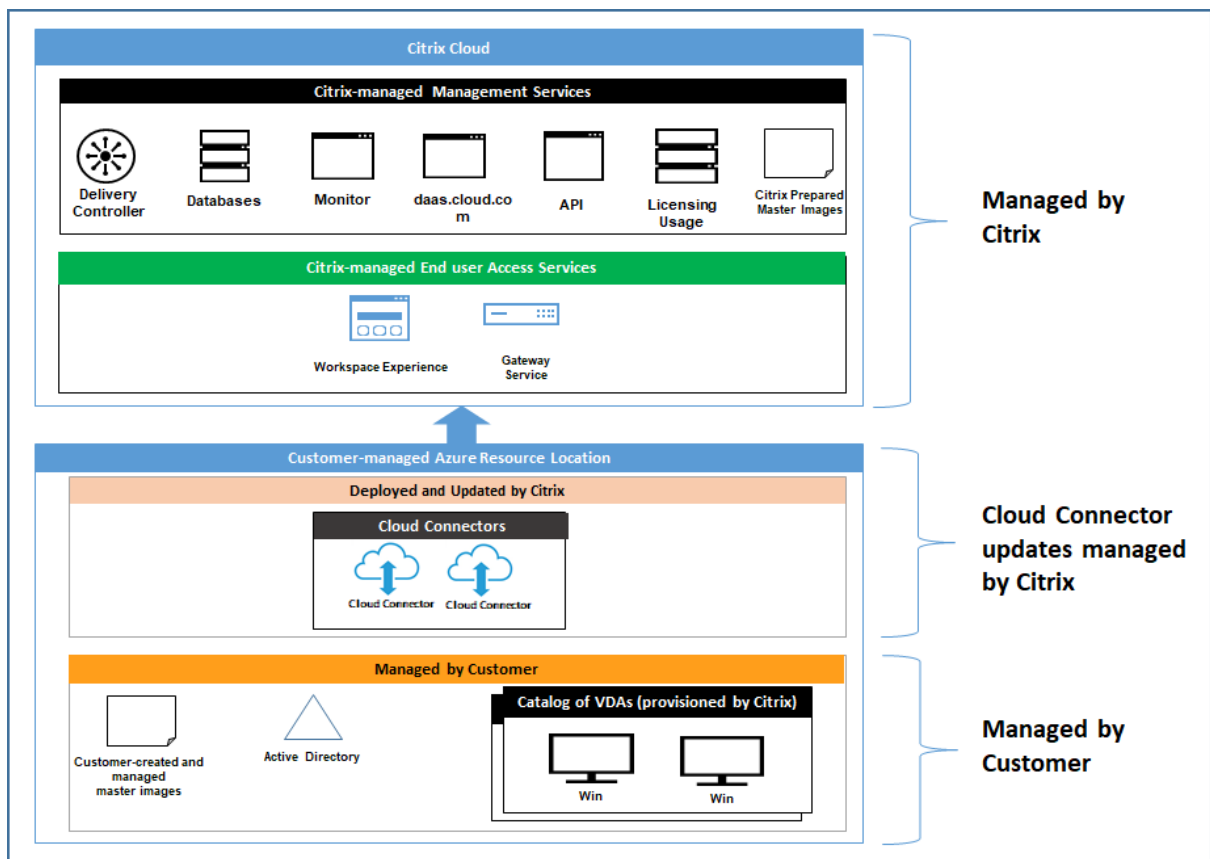 Citrix Cloud
Citrix-managed Management Services
Delivery
Controller
Databases
Monitor
daas.cloud.co
m
API
Licensing
Usage
Citrix Prepared
Master Images
Managed by
Citrix
Citrix-managed End user Access Services
Workspace Experience
Gateway
Service
Customer-managed Azure Resource Location
Deployed and Updated by Citrix
Cloud Connectors
Cloud Connector
Cloud Connector
Cloud Connector
updates managed
by Citrix
Managed by Customer
Customer-created and
managed
master images
Active Directory
Catalog of VDAs (provisioned by Citrix)
Win
Win
Managed by
Customer